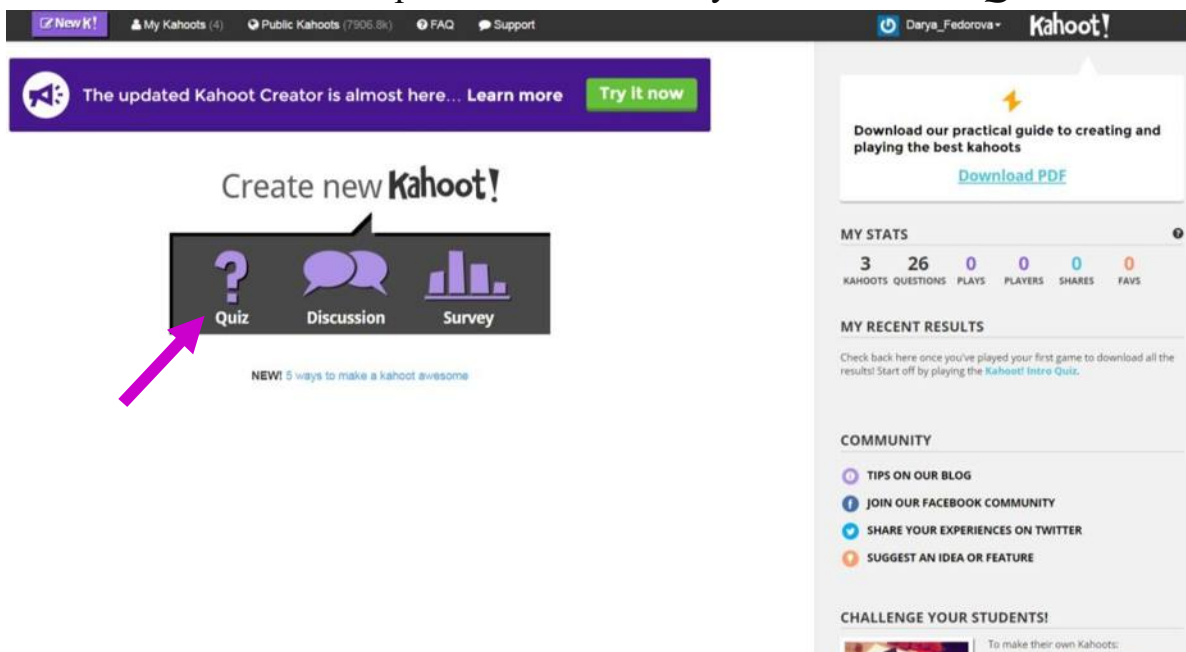 New K!
My Kahoots (4)
Public Kahoots (7906.8k)
FAQ
Support
Darya_Fedorova
Kahoot!
The updated Kahoot Creator is almost here... Learn more
Try it now
Create new Kahoot!
Quiz
Discussion
Survey
NEW! 5 ways to make a kahoot awesome
Download our practical guide to creating and
playing the best kahoots
Download PDF
MY STATS
3 26 0 0 0 0
KAHOOTS QUESTIONS PLAYS PLAYERS SHARES FAVS
MY RECENT RESULTS
Check back here once you've played your first game to download all the
results! Start off by playing the Kahoot! Intro Quiz.
COMMUNITY
TIPS ON OUR BLOG
JOIN OUR FACEBOOK COMMUNITY
SHARE YOUR EXPERIENCES ON TWITTER
SUGGEST AN IDEA OR FEATURE
CHALLENGE YOUR STUDENTS!
To make their own Kahoots: